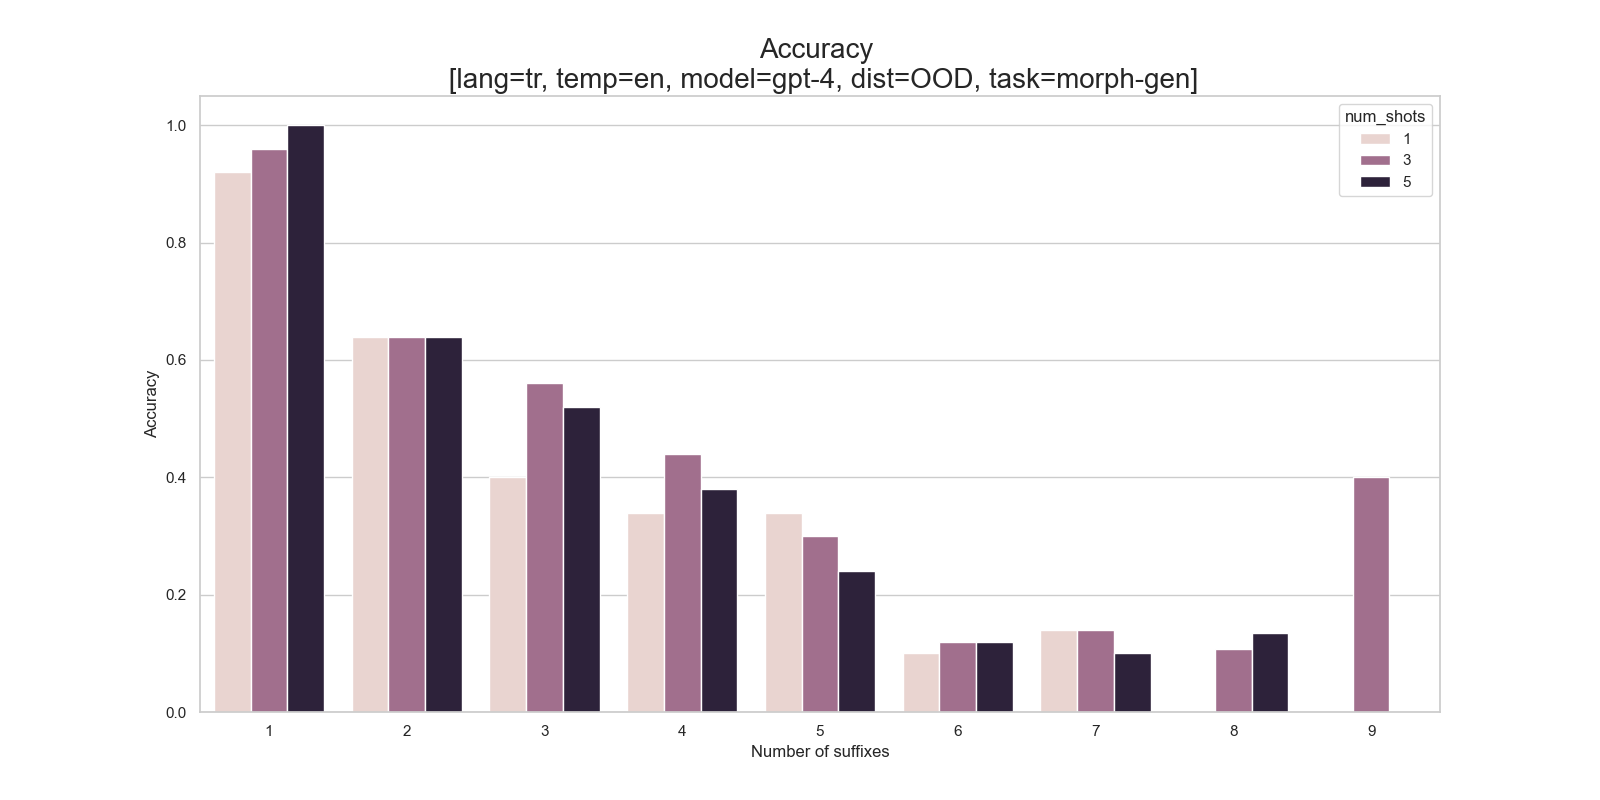 Accuracy
[lang=tr, temp=en, model=gpt-4, dist=OOD, task=morph-gen]
num_shots
1
3
5
1.0
0.8
0.6
0.4
0.2
0.0
Accuracy
1 2 3 4 5 6 7 8 9
Number of suffixes